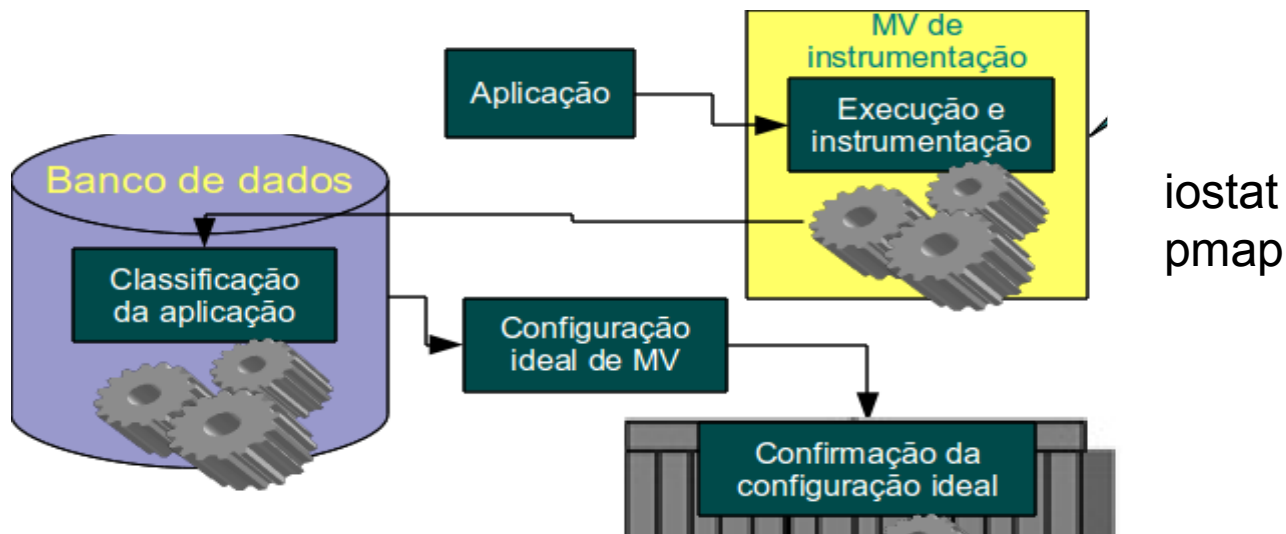 MV de
instrumentação
Aplicação
Execução e
instrumentação
iostat
pmap
Banco de dados
Classificação
da aplicação
Configuração
ideal de MV
Confirmação da
configuração ideal